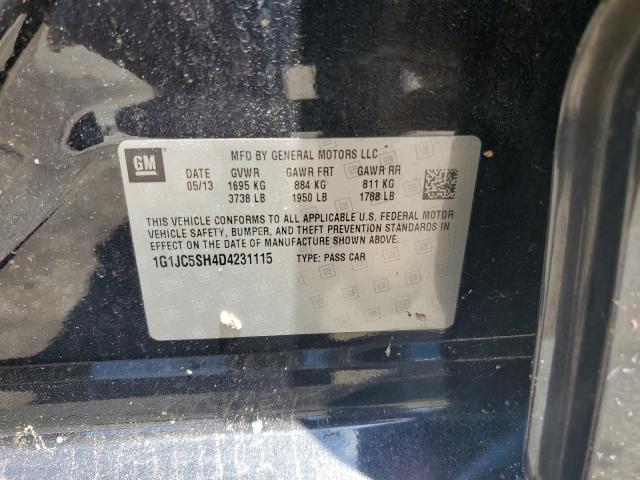 GM
MFD BY GENERAL MOTORS LLC
DATE GVWR GAWR FRT GAWR RR
05/13 1695 KG 884 KG 811 KG
3738 LB 1950 LB 1788 LB
THIS VEHICLE CONFORMS TO ALL APPLICABLE U.S. FEDERAL MOTOR
VEHICLE SAFETY, BUMPER, AND THEFT PREVENTION STANDARDS IN
EFFECT ON THE DATE OF MANUFACTURE SHOWN ABOVE.
1G1JC5SH4D4231115 TYPE: PASS CAR